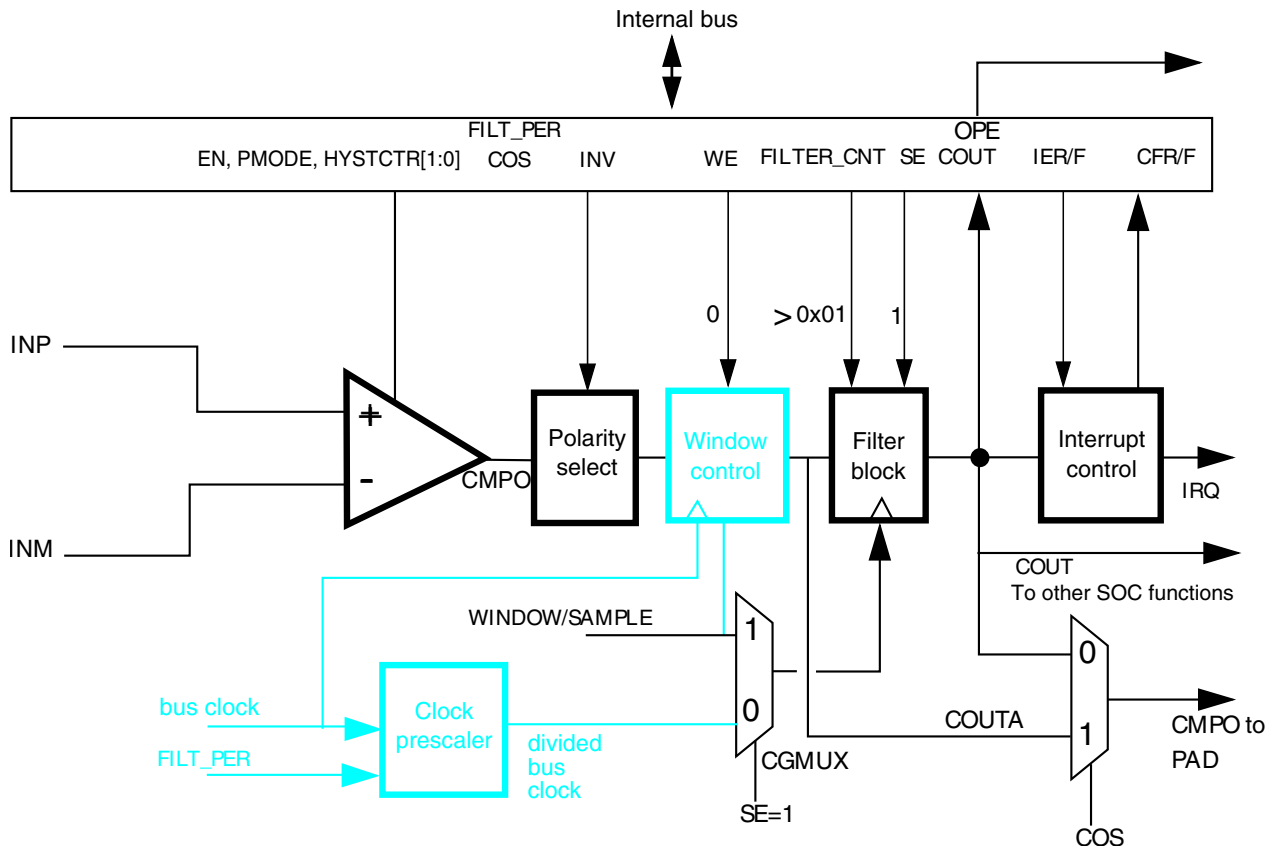 Internal bus
FILT_PER
OPE
EN, PMODE, HYSTCTR[1:0]
COS
INV
WE
FILTER_CNT
SE
COUT
IER/F
CFR/F
0
> 0x01
1
INP
+
-
INM
CMPO
Polarity
select
Window
control
Filter
block
Interrupt
control
IRQ
COUT
To other SOC functions
WINDOW/SAMPLE
1
0
CGMUX
SE=1
bus clock
FILT_PER
Clock
prescaler
divided
bus
clock
COUTA
0
1
CMPO to
PAD
COS